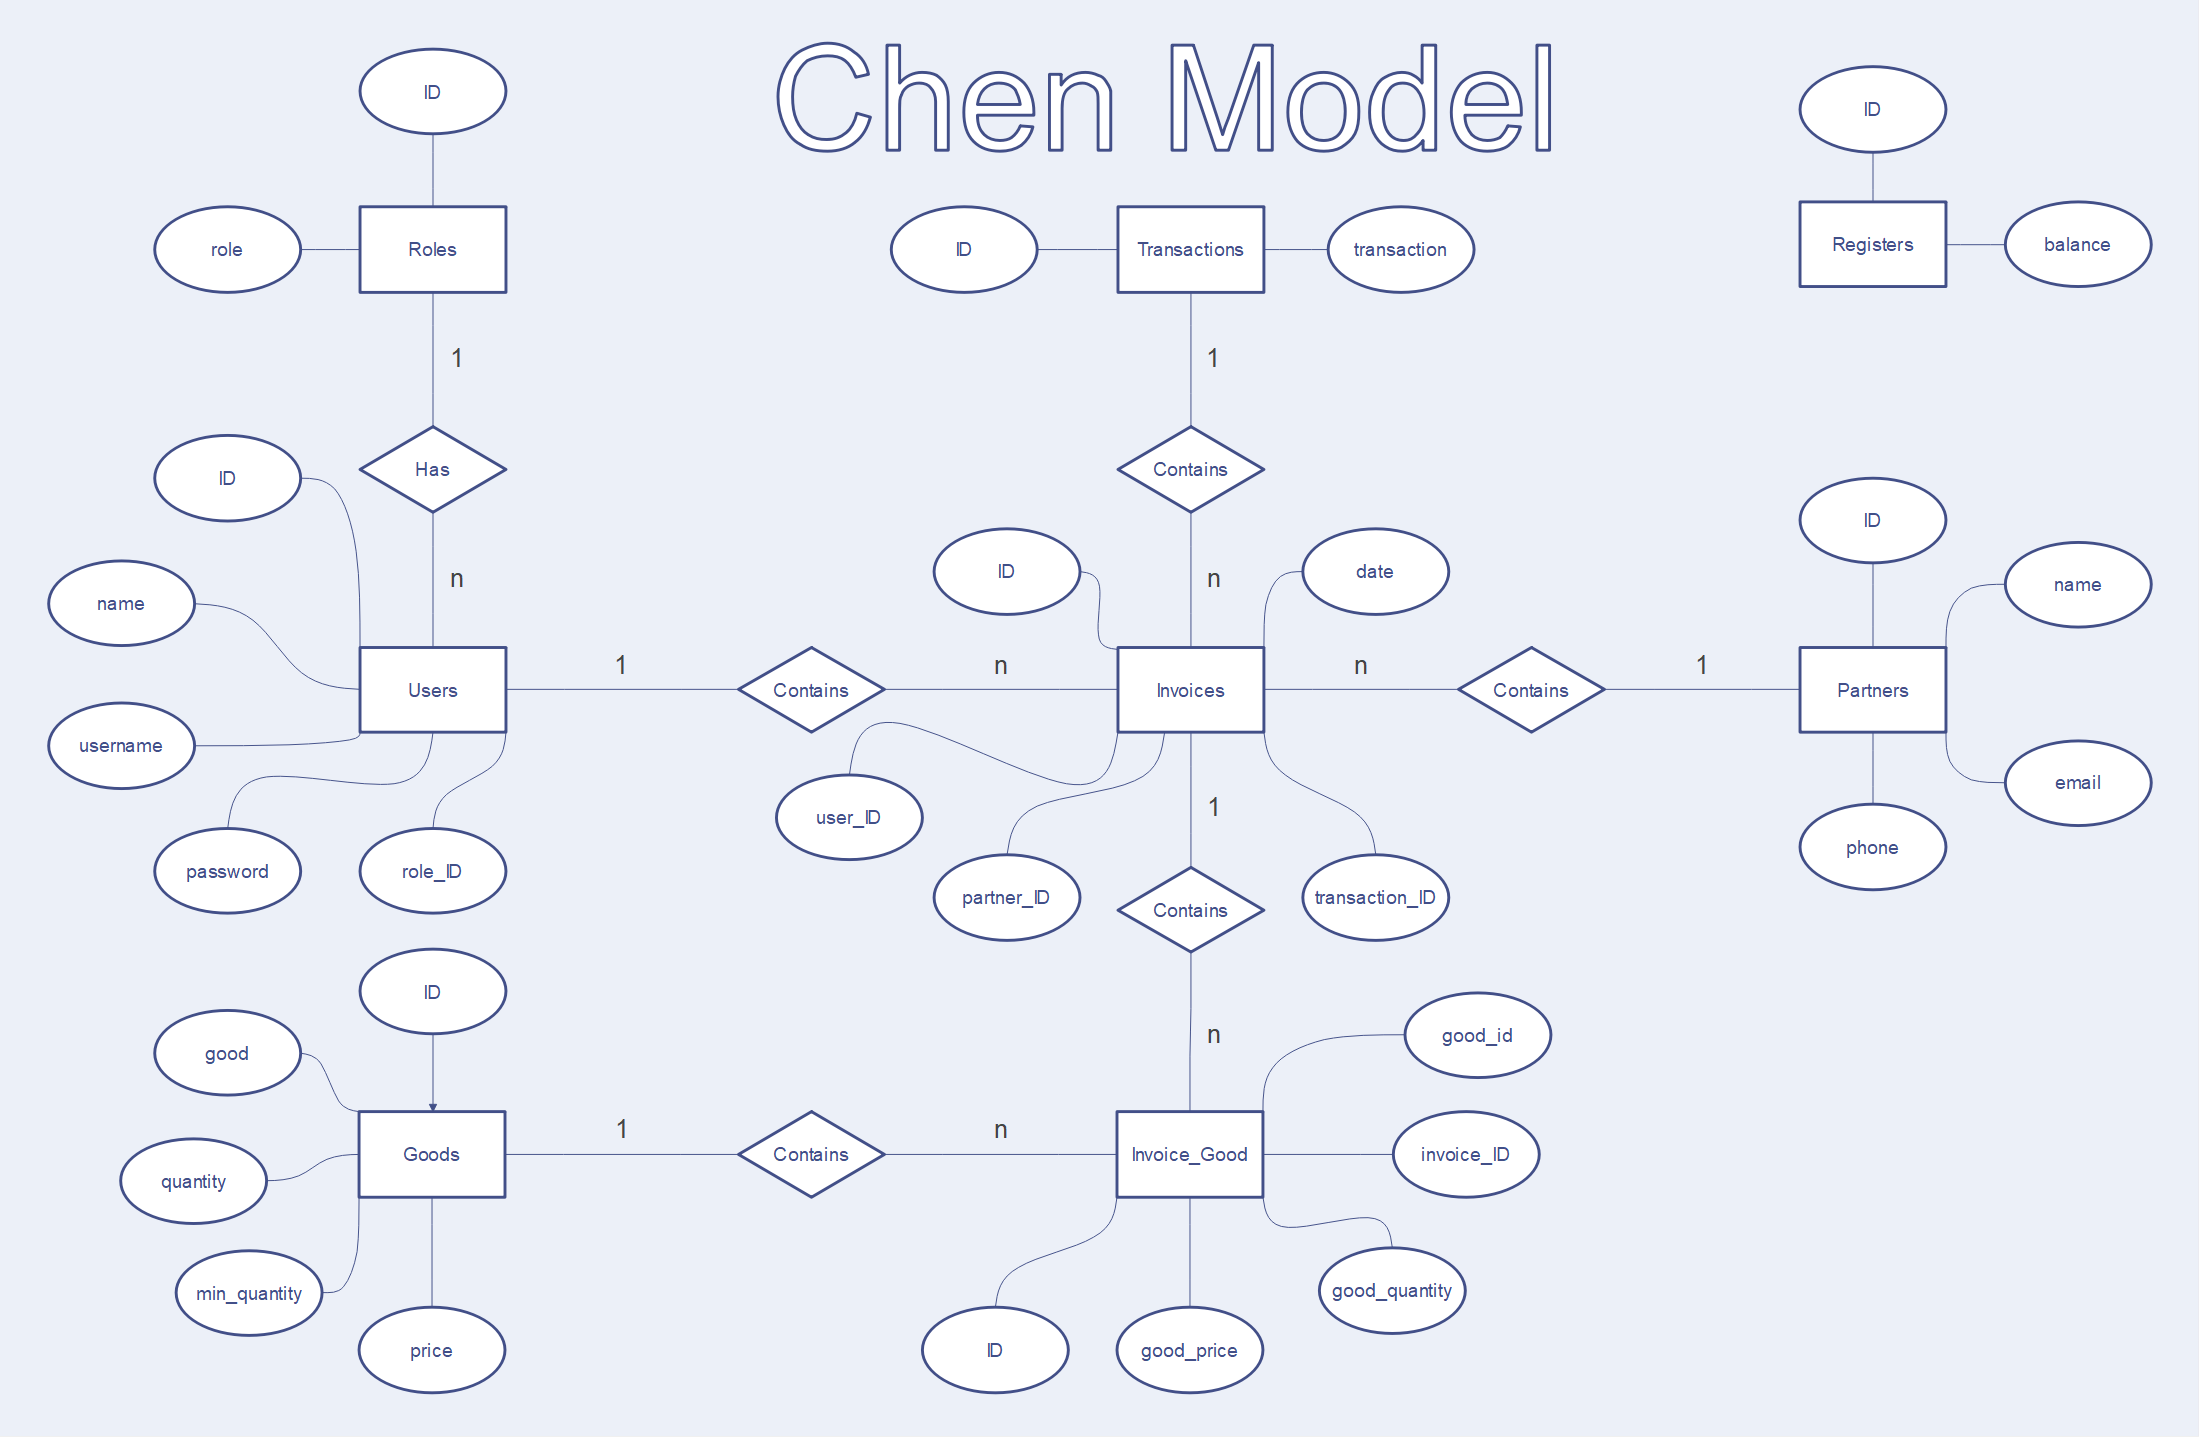 Chen Model
ID
ID
role
Roles
ID
Transactions
transaction
Registers
balance
1
1
Has
Contains
ID
ID
n
n
ID
date
name
name
Users
1
Contains
n
Invoices
n
Contains
1
Partners
username
user_ID
1
email
password
role_ID
partner_ID
Contains
transaction_ID
phone
ID
good
n
good_id
Goods
1
Contains
n
Invoice_Good
invoice_ID
quantity
min_quantity
good_quantity
price
ID
good_price